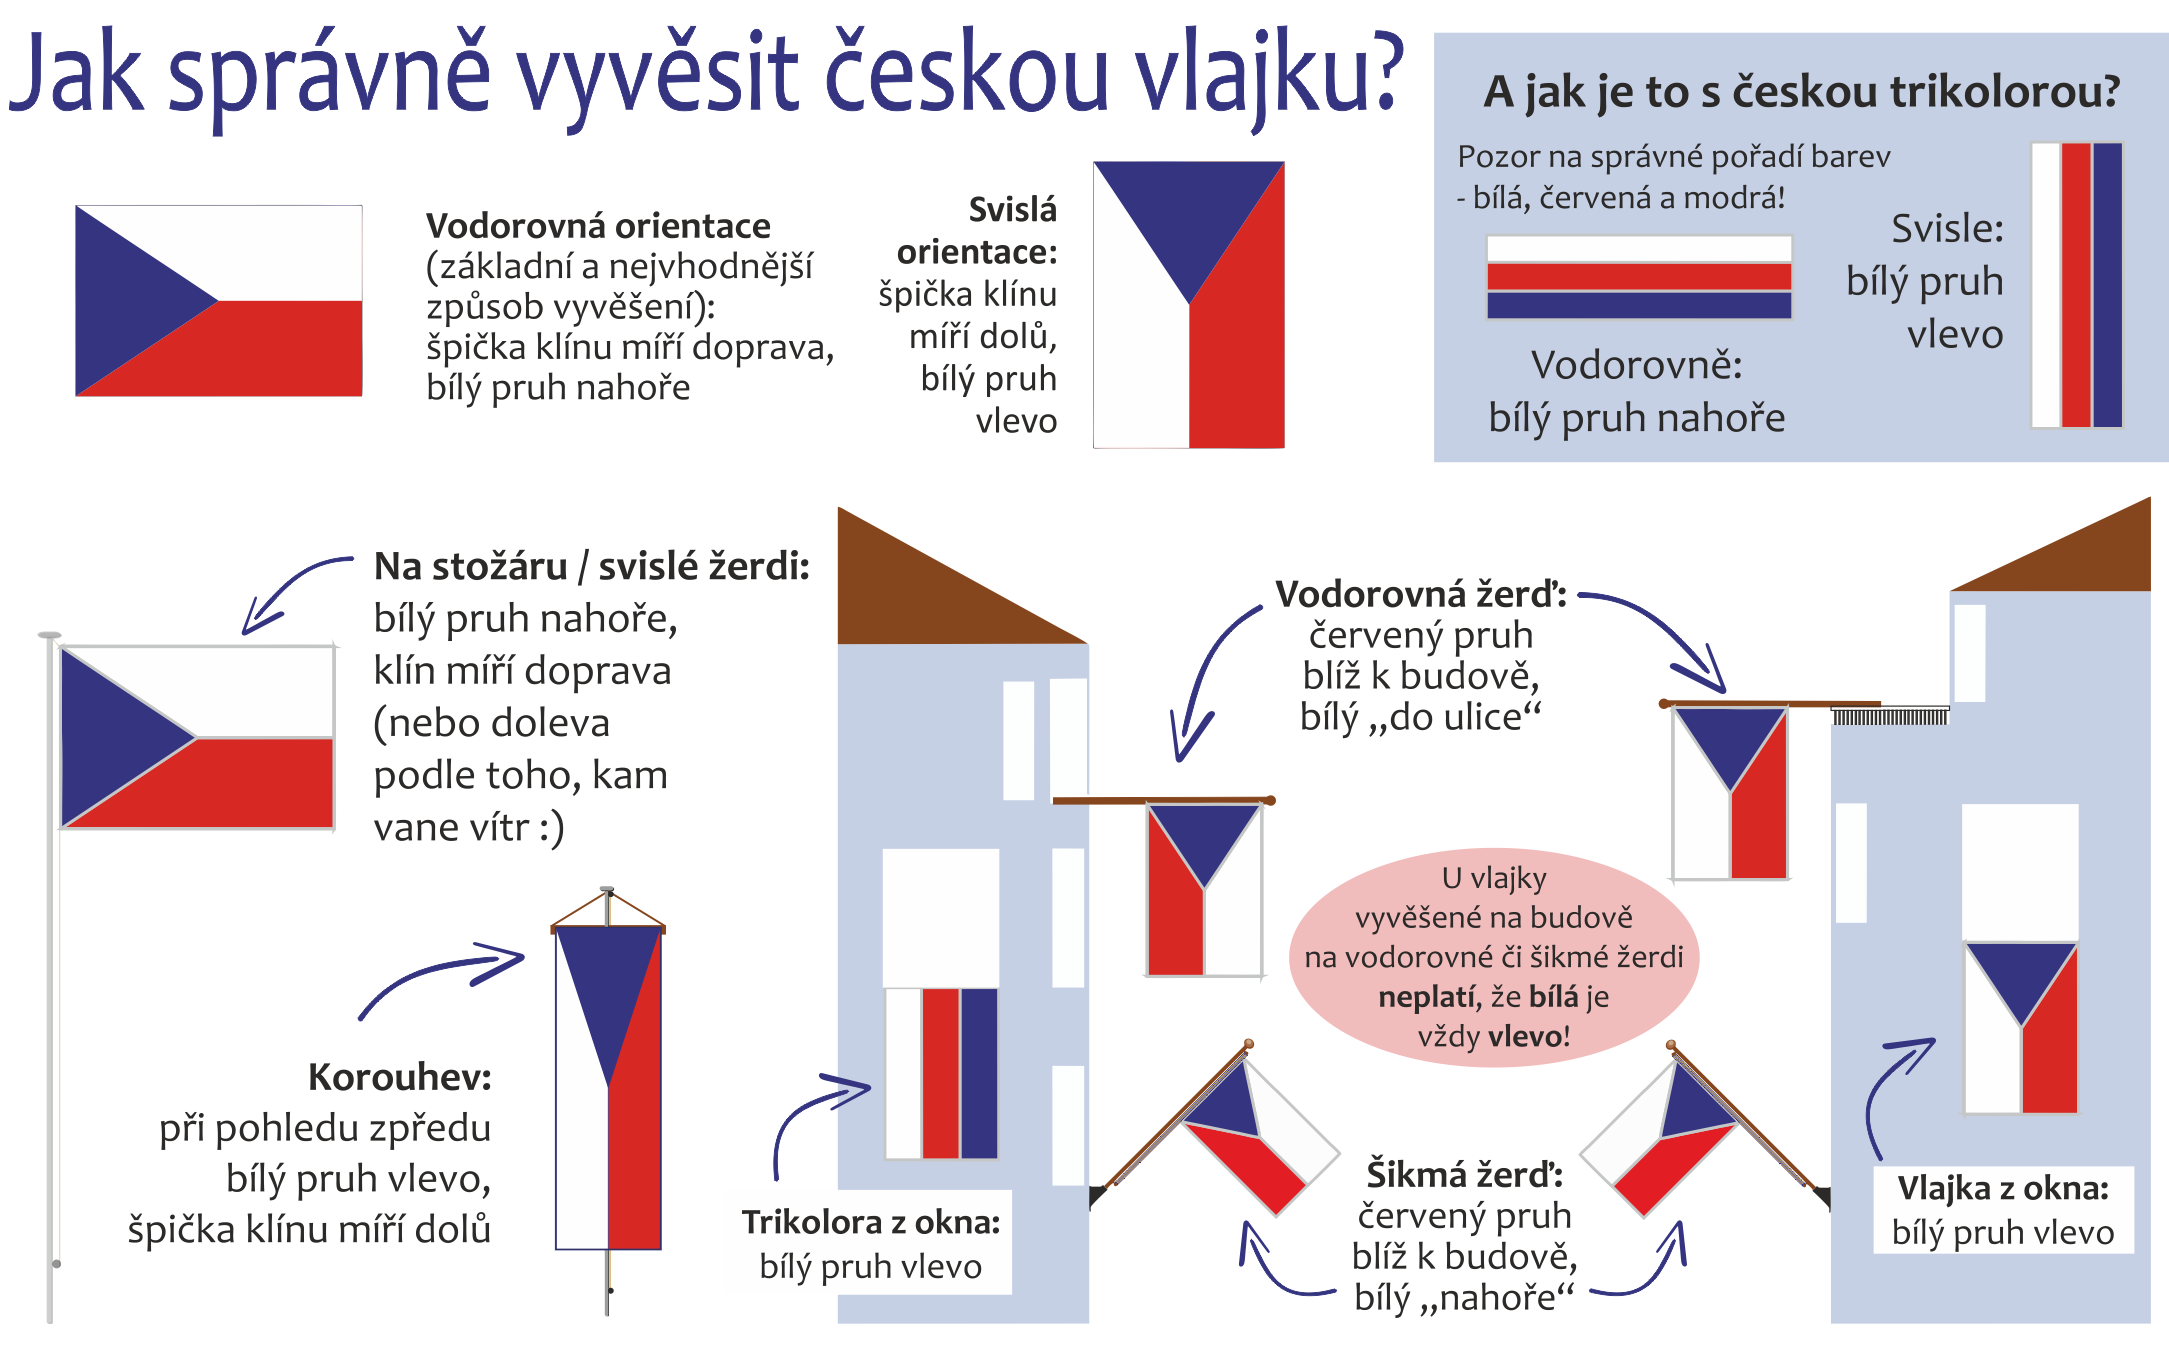 Jak správně vyvěsit českou vlajku?
Vodorovná orientace
(základní a nejvhodnější
způsob vyvěšení):
špička klínu míří doprava,
bílý pruh nahoře
Svislá
orientace:
špička klínu
míří dolů,
bílý pruh
vlevo
A jak je to s českou trikolorou?
Pozor na správné pořadí barev
- bílá, červená a modrá!
Vodorovně:
bílý pruh nahoře
Svisle:
bílý pruh
vlevo
Na stožáru / svislé žerdi:
bílý pruh nahoře,
klín míří doprava
(nebo doleva
podle toho, kam
vane vítr :)
Korouhev:
při pohledu zpředu
bílý pruh vlevo,
špička klínu míří dolů
Trikolora z okna:
bílý pruh vlevo
Vodorovná žerď:
červený pruh
blíž k budově,
bílý „do ulice“
U vlajky
vyvěšené na budově
na vodorovné či šikmé žerdi
neplatí, že bílá je
vždy vlevo!
Šikmá žerď:
červený pruh
blíž k budově,
bílý „nahoře“
Vlajka z okna:
bílý pruh vlevo